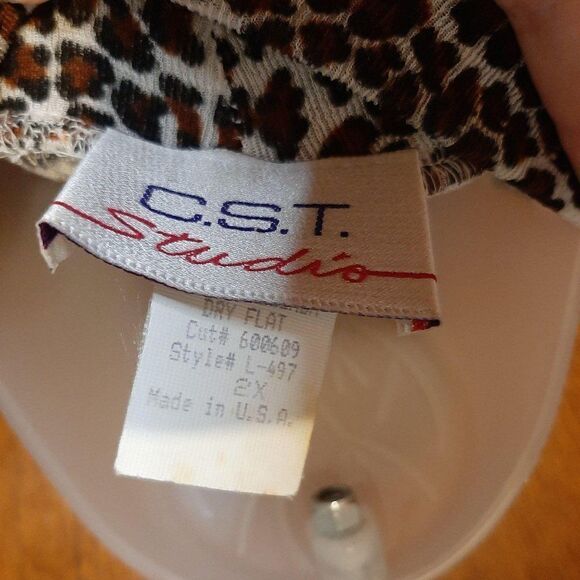 C.S.T.
Studio
DRY FLAT
Cut# 600609
Style# L-497
2X
Made in U.S.A.